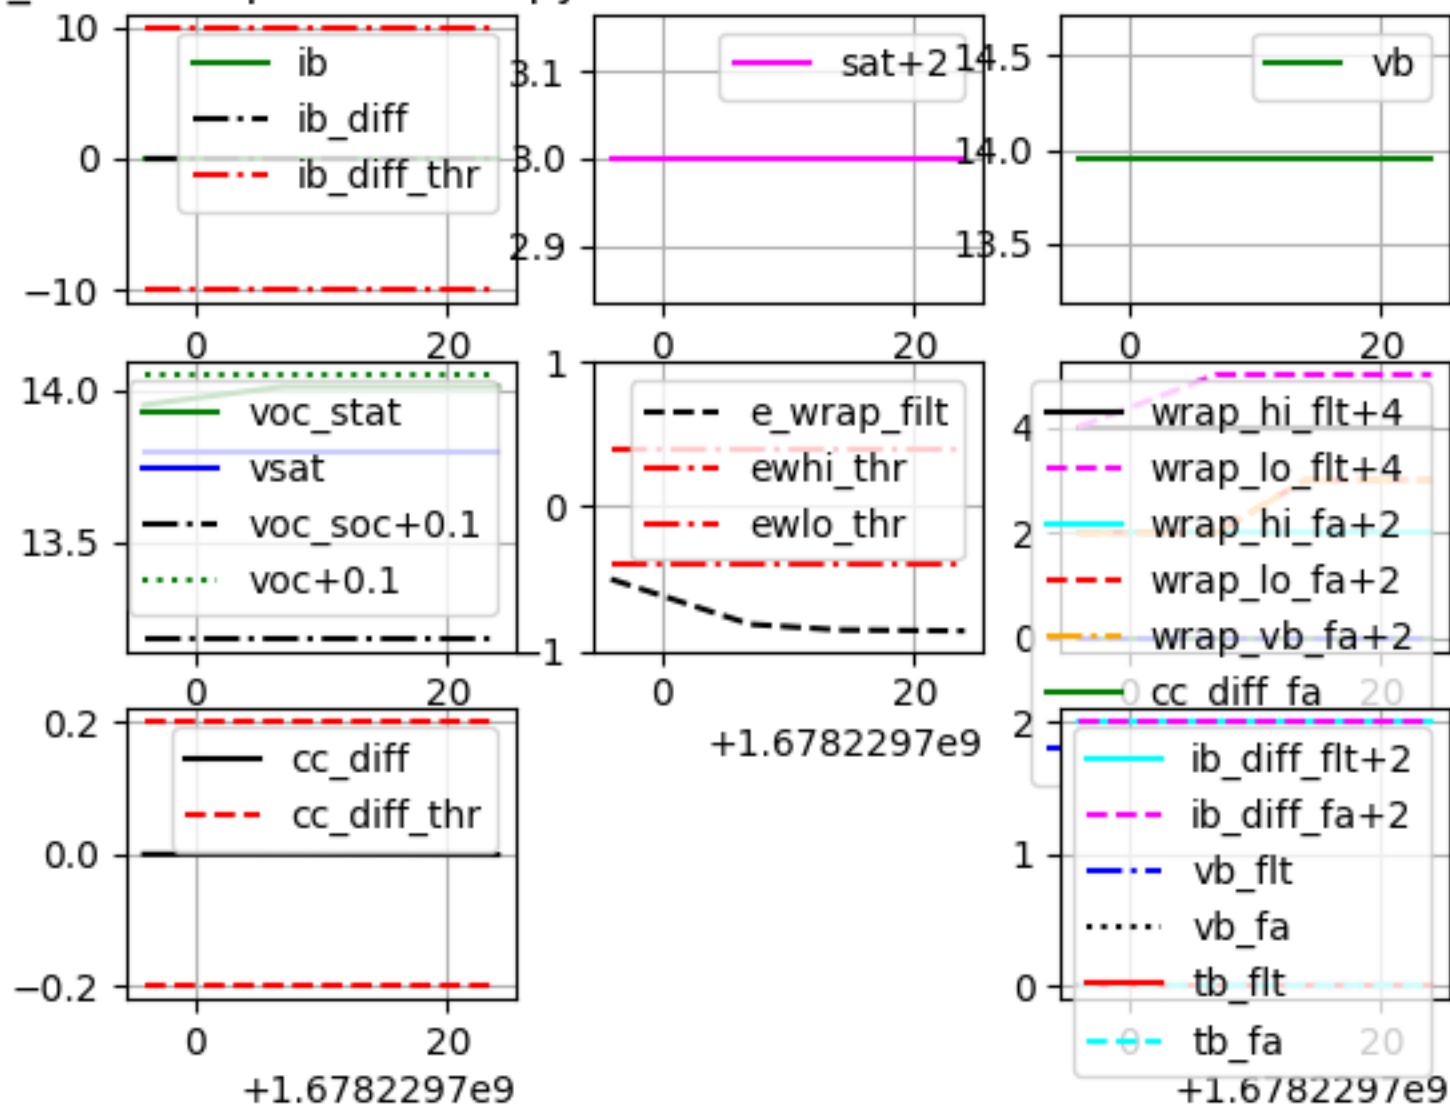 10
0
−10
ib
ib_diff
ib_diff_thr
0
20
3.1
3.0
2.9
sat+2
0
20
14.5
14.0
13.5
vb
0
20
14.0
13.5
voc_stat
vsat
voc_soc+0.1
voc+0.1
0
20
1
0
−1
e_wrap_filt
ewhi_thr
ewlo_thr
0
20
+1.6782297e9
4
2
0
wrap_hi_flt+4
wrap_lo_flt+4
wrap_hi_fa+2
wrap_lo_fa+2
wrap_vb_fa+2
cc_diff_fa
0
20
0.2
0.0
−0.2
cc_diff
cc_diff_thr
0
20
+1.6782297e9
2
1
0
ib_diff_flt+2
ib_diff_fa+2
vb_flt
vb_fa
tb_flt
tb_fa
0
20
+1.6782297e9